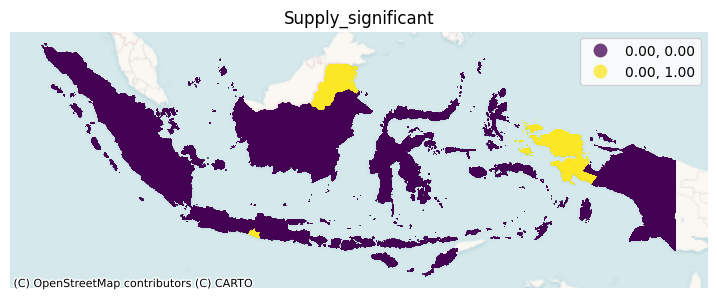 Supply_significant
0.00, 0.00
0.00, 1.00
(C) OpenStreetMap contributors (C) CARTO